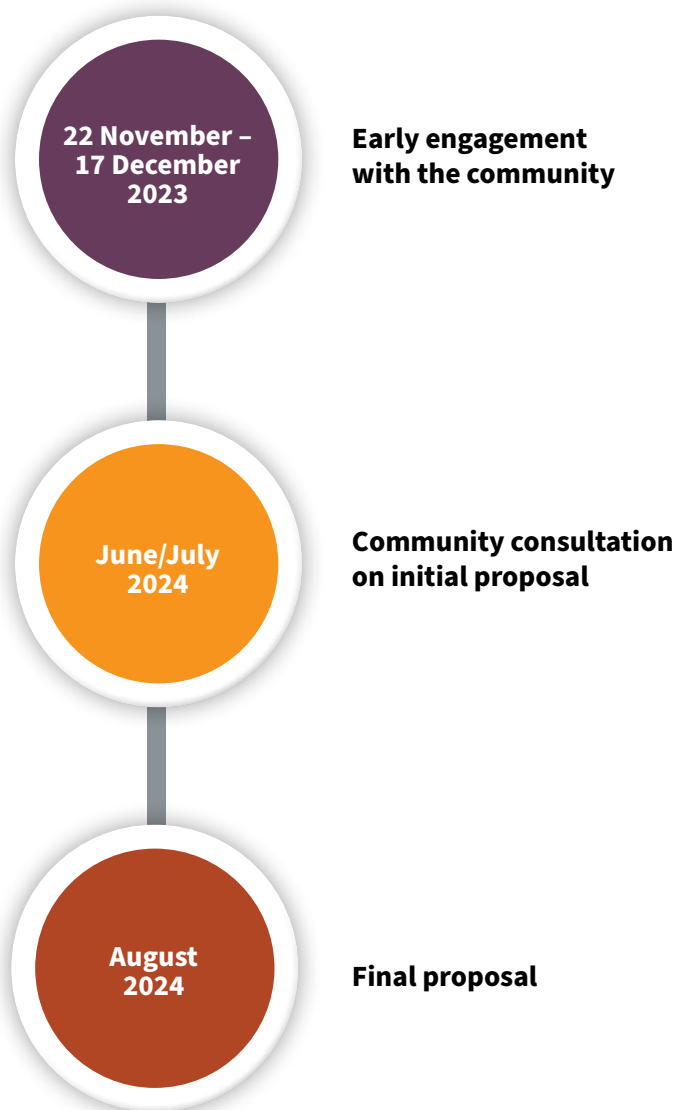 22 November –
17 December
2023
Early engagement
with the community
June/July
2024
Community consultation
on initial proposal
August
2024
Final proposal